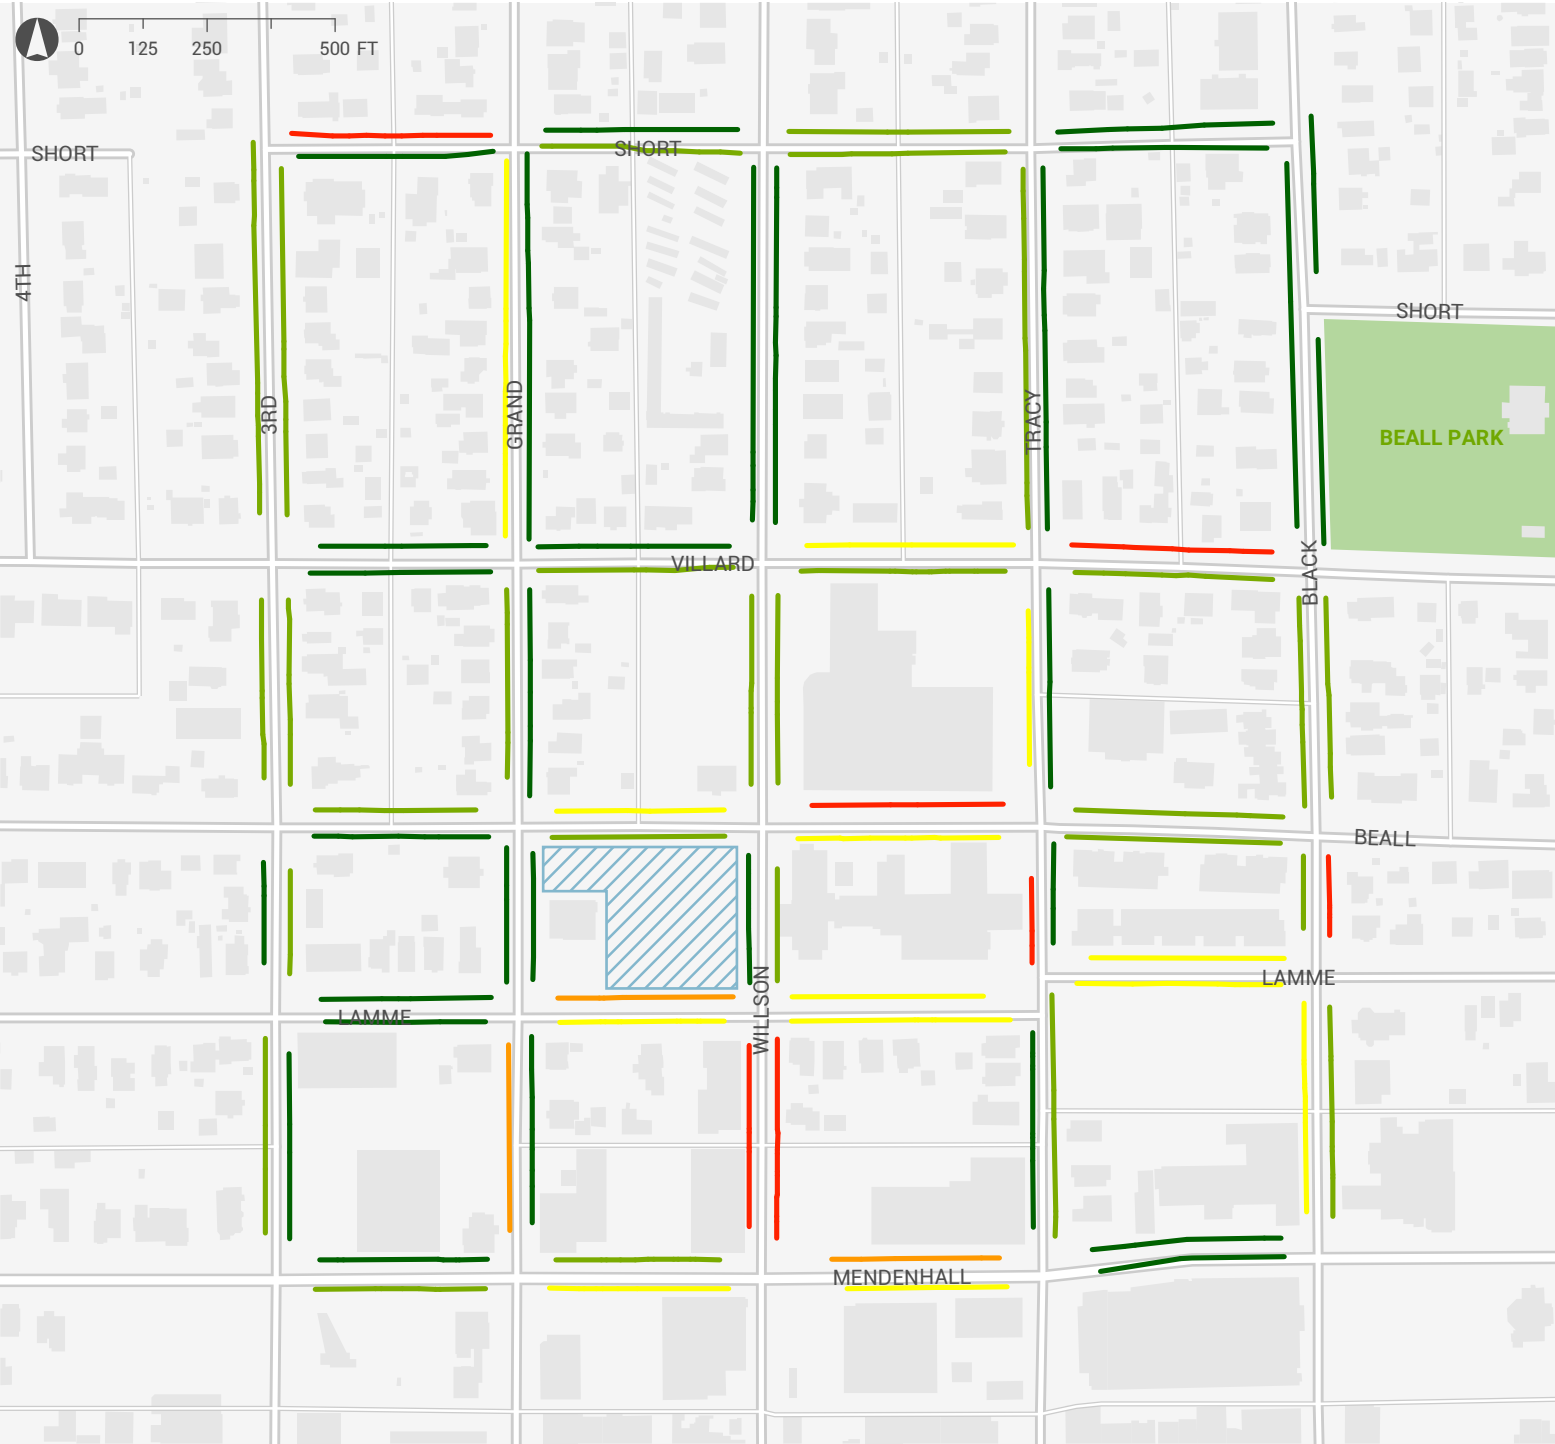 0 125 250 500 FT
SHORT
SHORT
4TH
SHORT
3RD
GRAND
TRACY
BEALL PARK
VILLARD
BLACK
BEALL
WILLSON
LAMME
LAMME
MENDENHALL